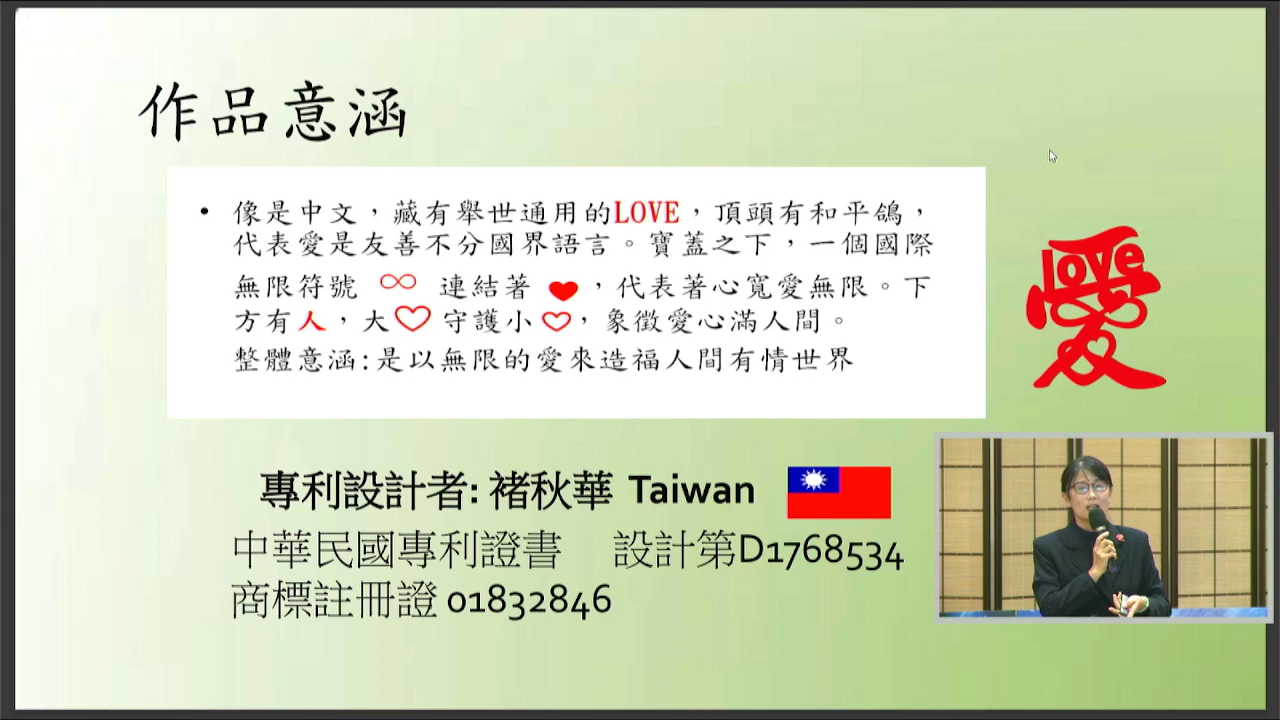 作品意涵
• 像是中文，藏有舉世通用的LOVE，頂頭有和平鴿，
代表愛是友善不分國界語言。寶蓋之下，一個國際
無限符號 ∞ 連結著 ♥，代表著心寬愛無限。下
方有人，大♡守護小♡，象徵愛心滿人間。
整體意涵:是以無限的愛來造福人間有情世界
love
愛
專利設計者: 褚秋華 Taiwan
中華民國專利證書 設計第D1768534
商標註冊證 01832846